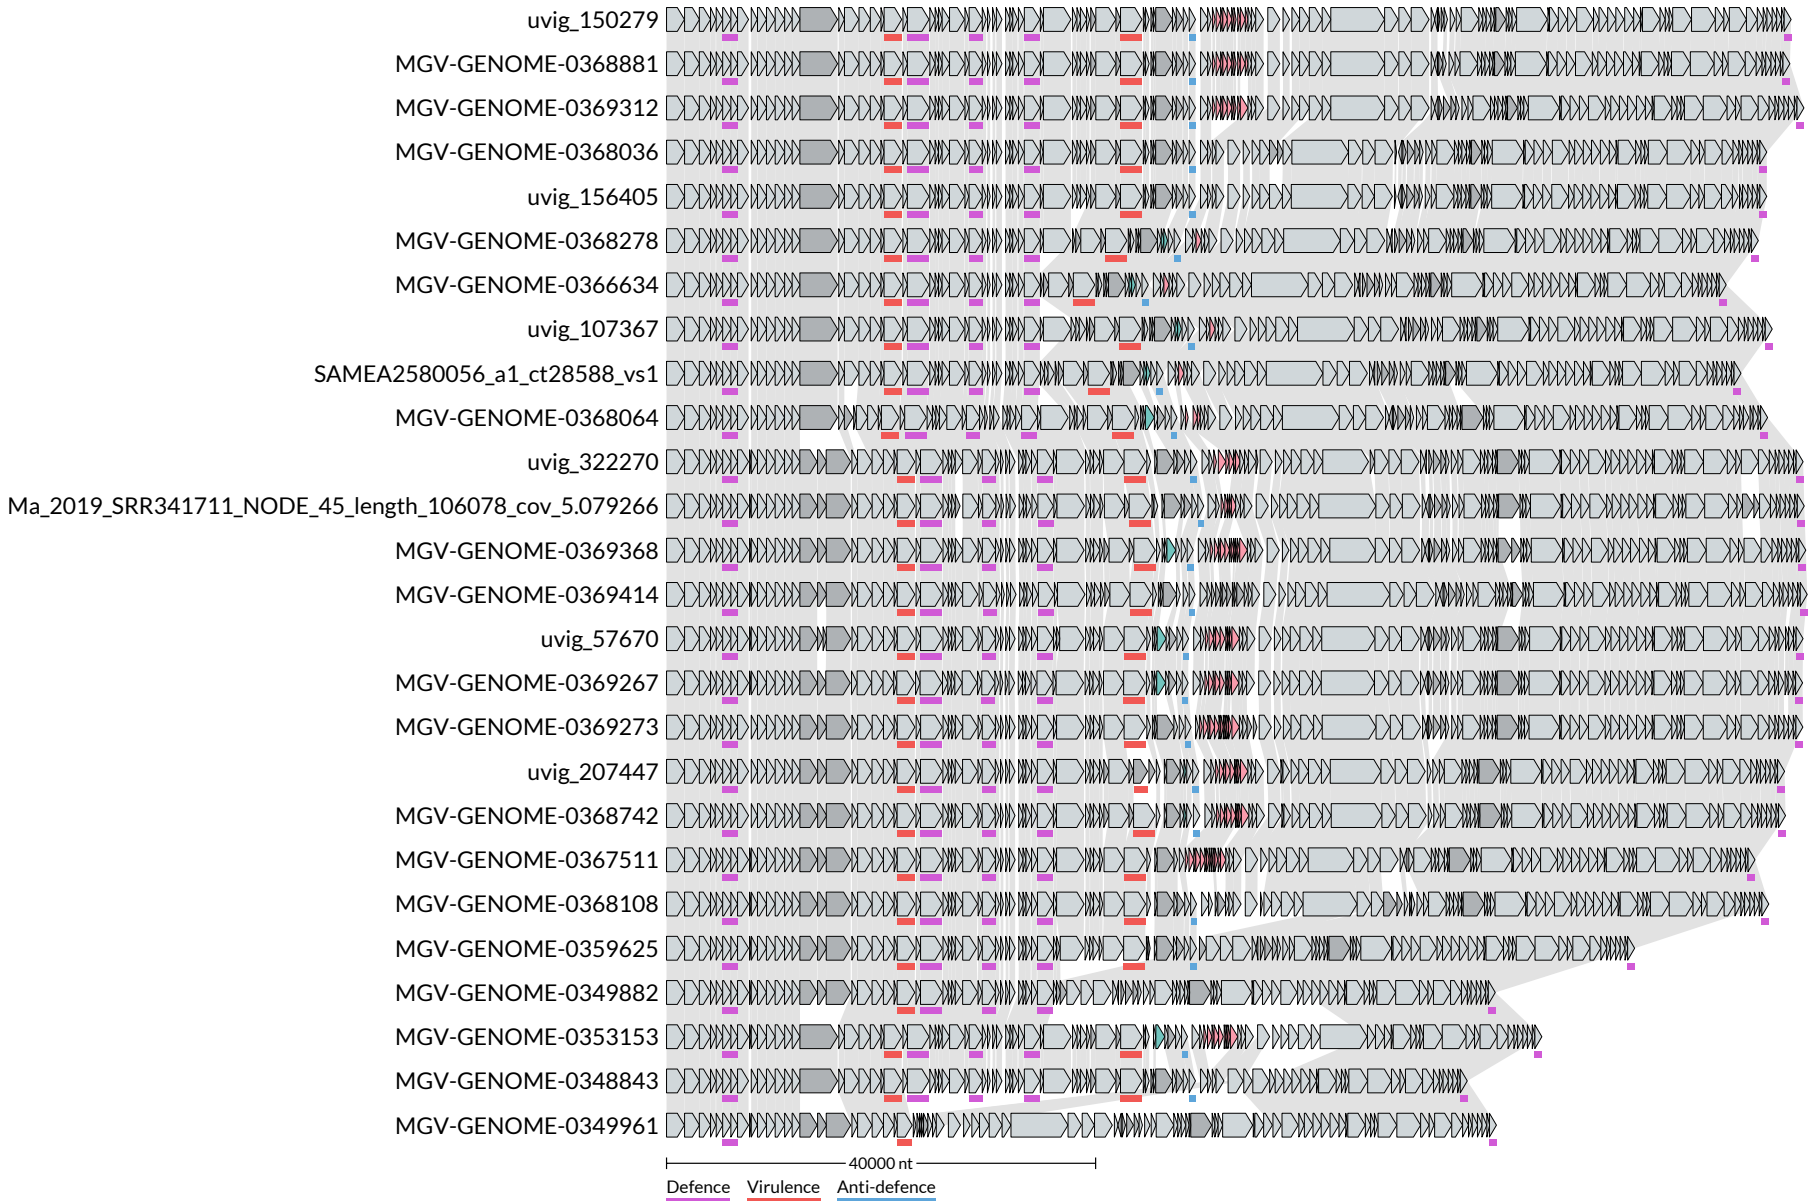 uvig_150279
MGV-GENOME-0368881
MGV-GENOME-0369312
MGV-GENOME-0368036
uvig_156405
MGV-GENOME-0368278
MGV-GENOME-0366634
uvig_107367
SAMEA2580056_a1_ct28588_vs1
MGV-GENOME-0368064
uvig_322270
Ma_2019_SRR341711_NODE_45_length_106078_cov_5.079266
MGV-GENOME-0369368
MGV-GENOME-0369414
uvig_57670
MGV-GENOME-0369267
MGV-GENOME-0369273
uvig_207447
MGV-GENOME-0368742
MGV-GENOME-0367511
MGV-GENOME-0368108
MGV-GENOME-0359625
MGV-GENOME-0349882
MGV-GENOME-0353153
MGV-GENOME-0348843
MGV-GENOME-0349961
40000 nt
Defence Virulence Anti-defence